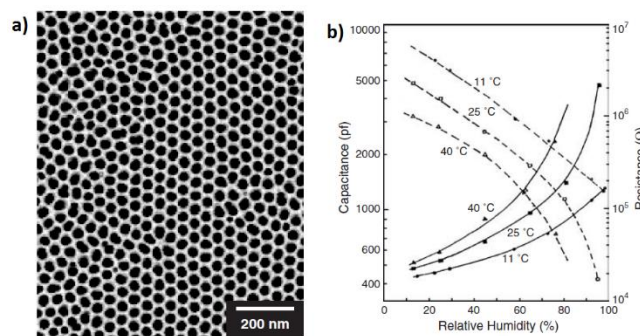 a)
200 nm
b)
Capacitance (pf)
10000
5000
2000
1000
600
400
11 °C
25 °C
40 °C
40 °C
25 °C
11 °C
10⁷
10⁶
10⁵
10⁴
Resistance (Ω)
0 20 40 60 80 100
Relative Humidity (%)